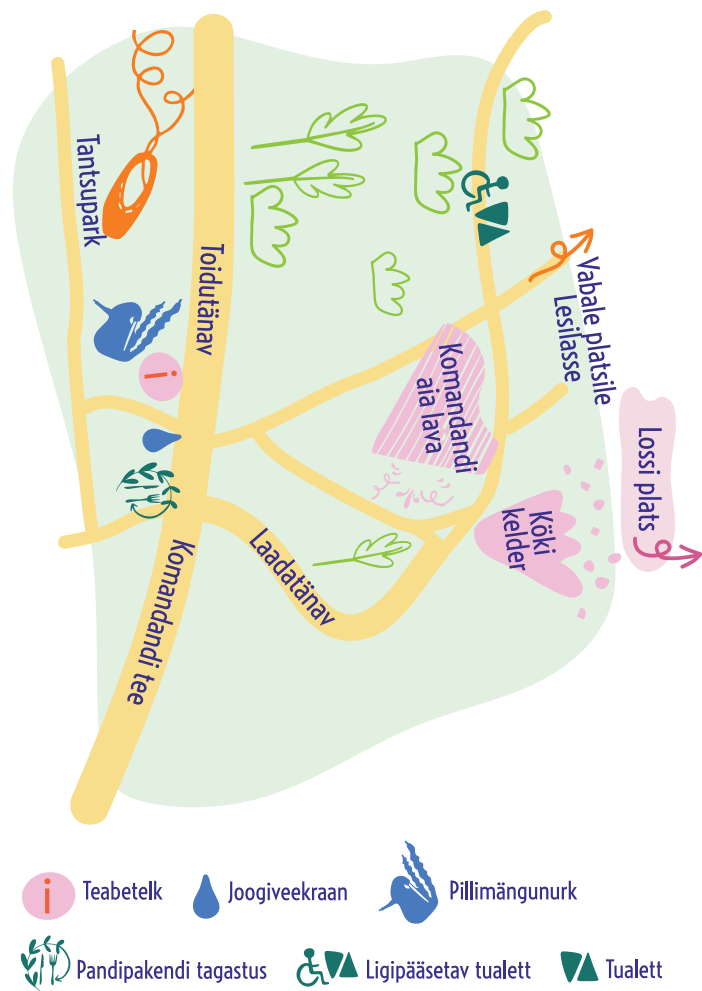 Tantsupark
Toidutänav
Vabale platsile
Lesilasse
Komandandi
aia lava
i
Lossi plats
Köki
kelder
Laadatänav
Komandandi tee
i Teabetelk
Joogiveekraan
Pillimängunurk
Pandipakendi tagastus
Ligipääsetav tualett
Tualett